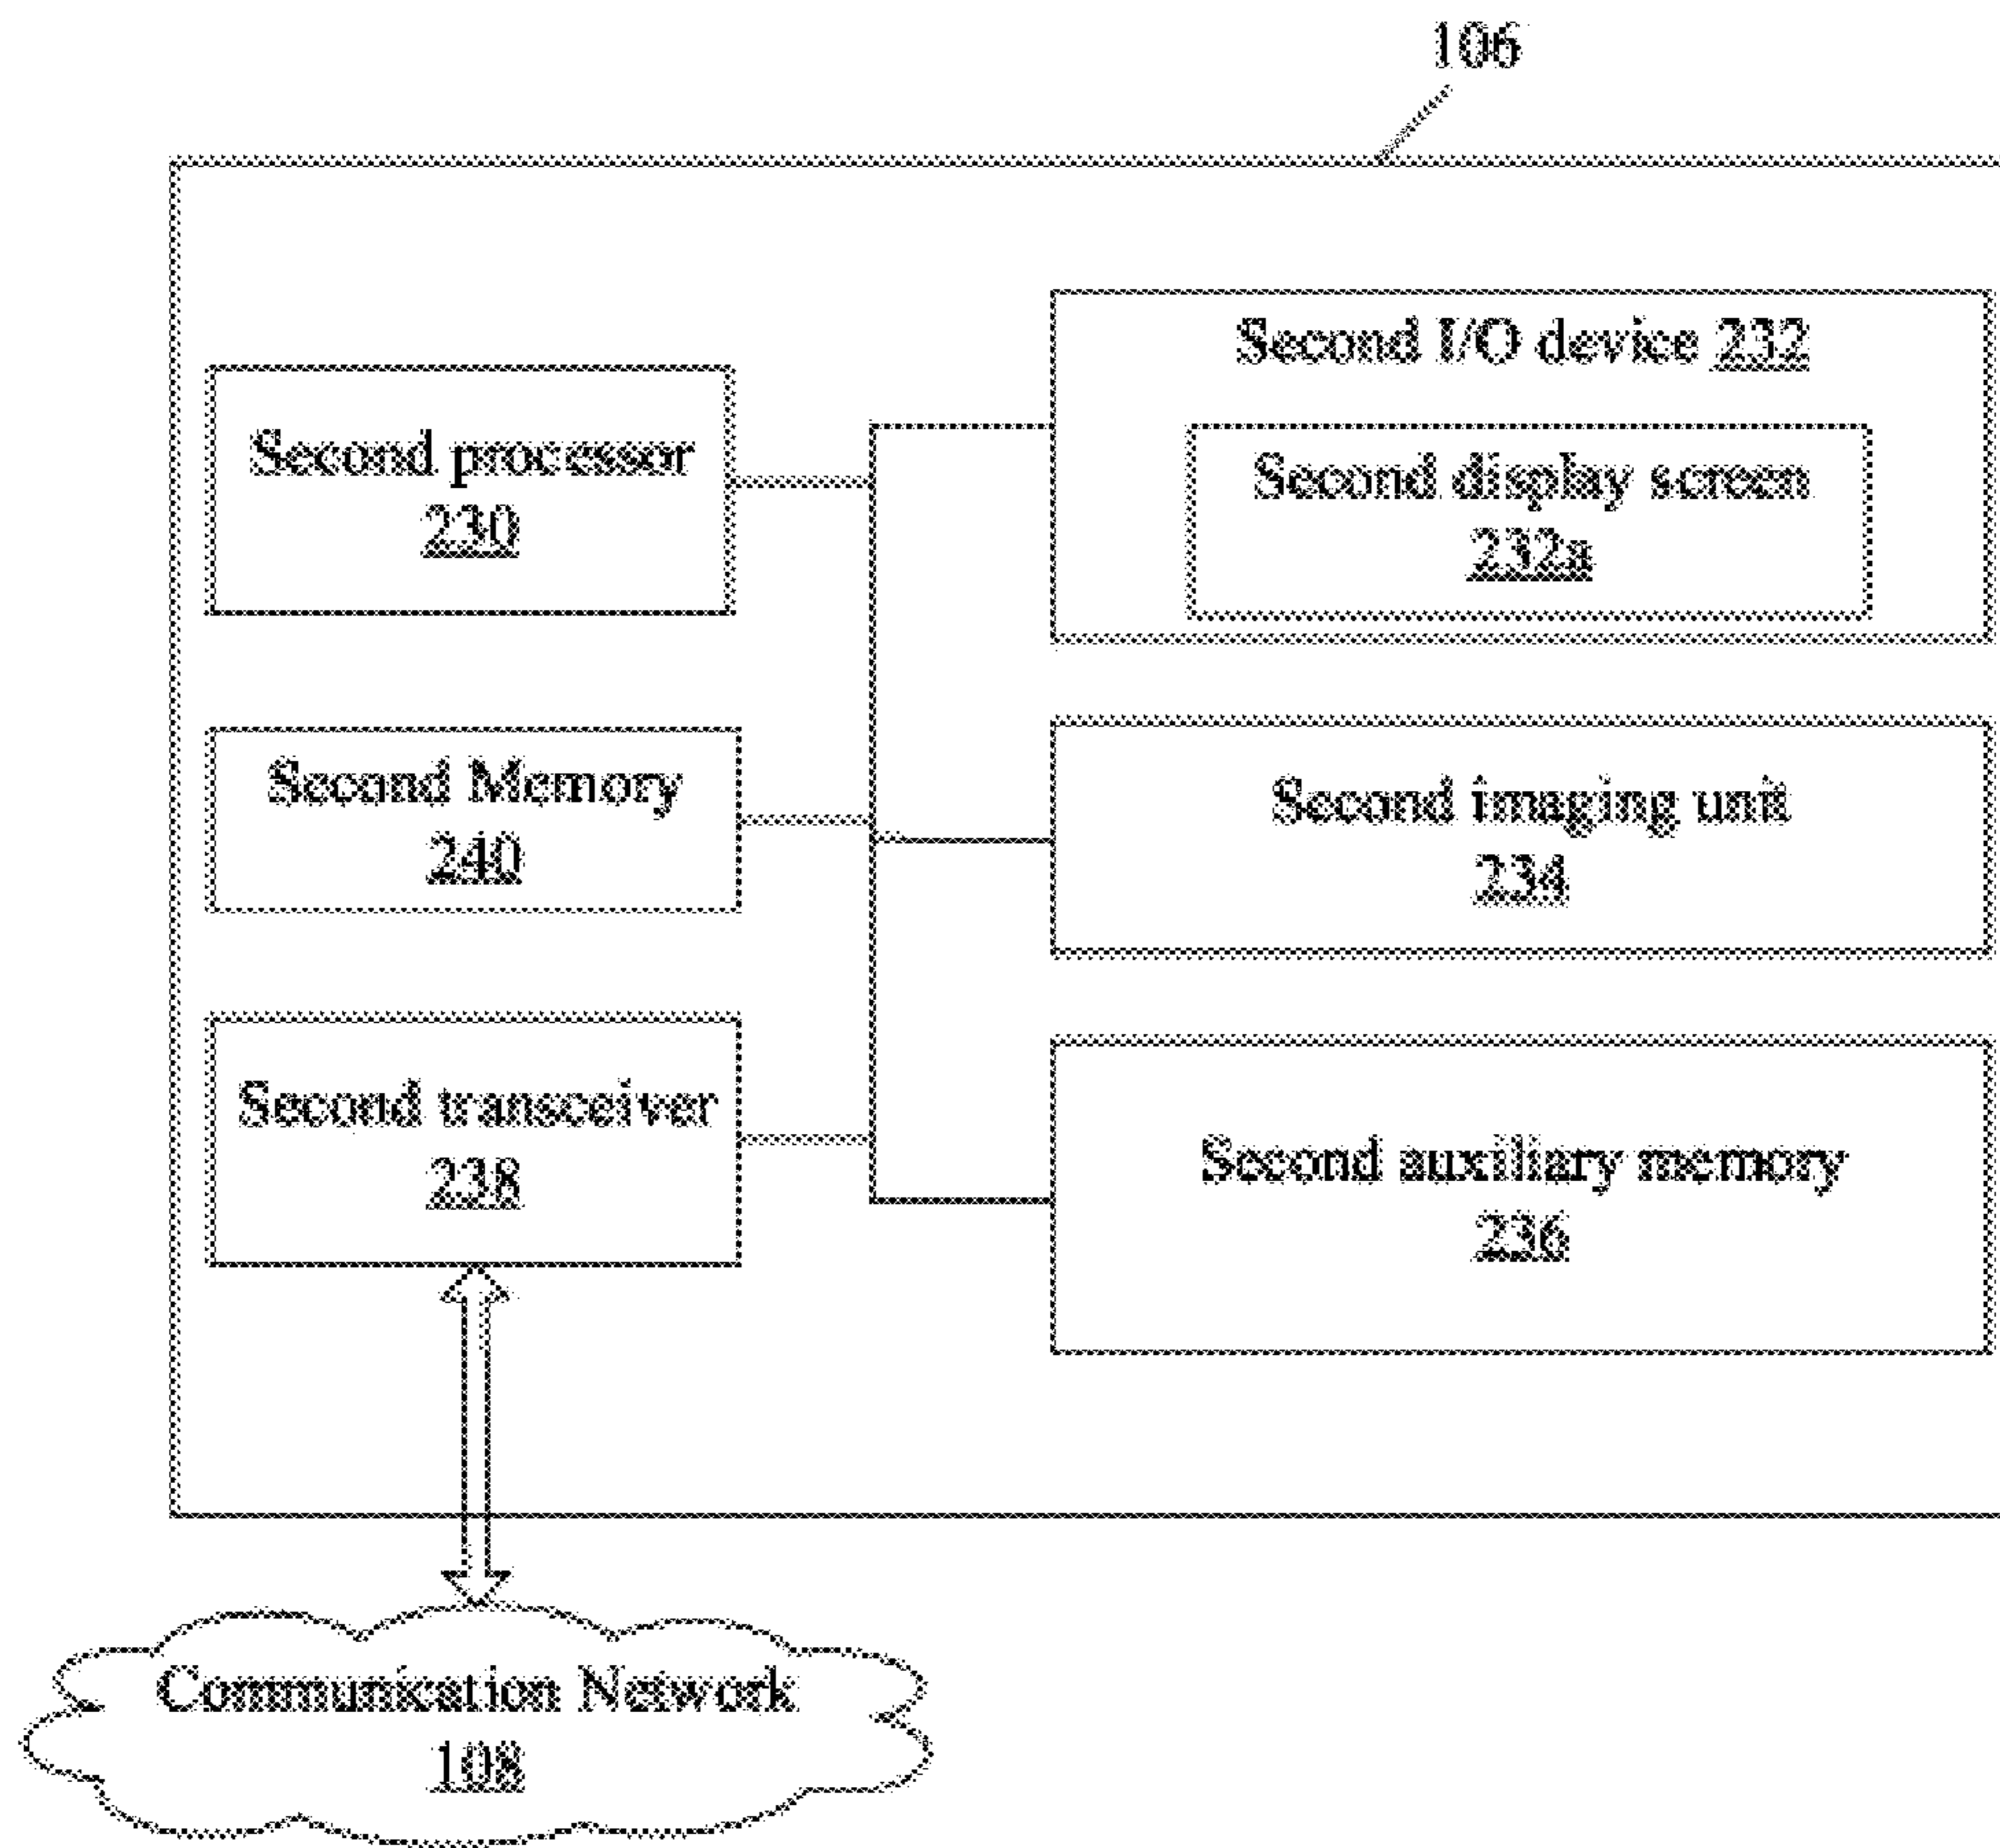 106
Second processor
230
Second Memory
240
Second transceiver
238
Second I/O device 232
Second display screen
232a
Second imaging unit
234
Second auxiliary memory
236
Communication Network
108